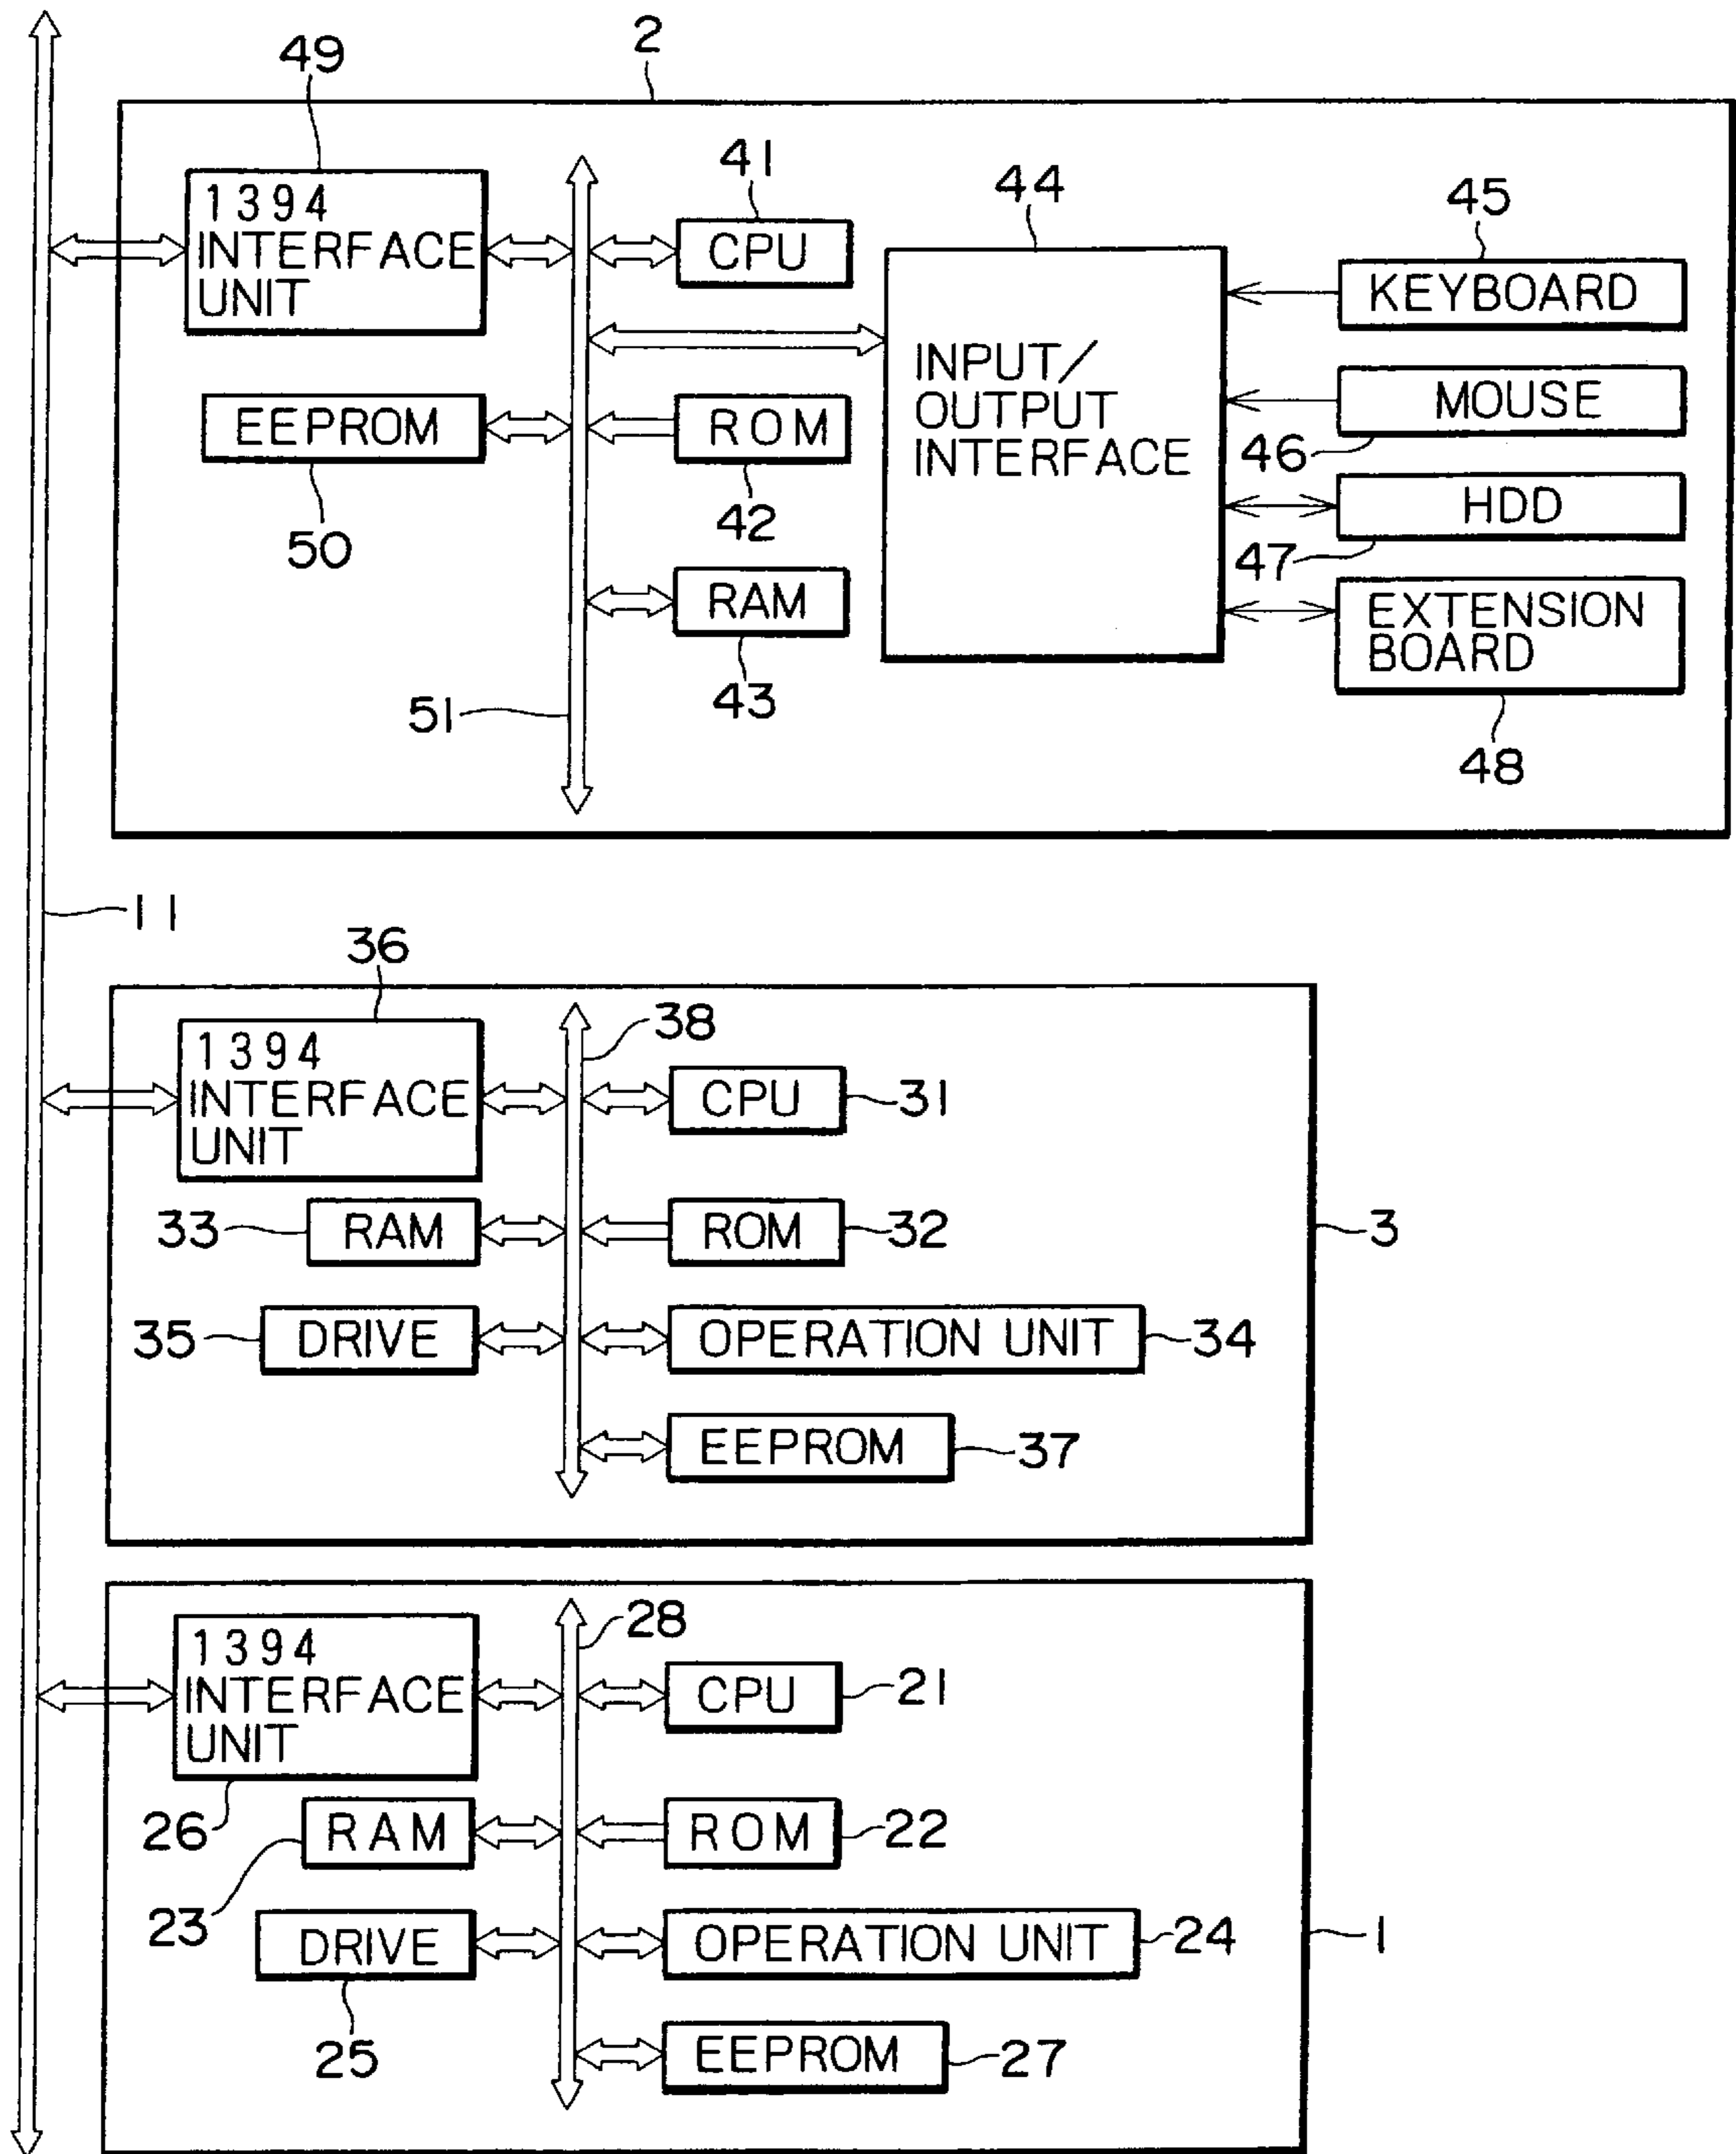 2
49
1394
INTERFACE
UNIT
41
CPU
44
INPUT/
OUTPUT
INTERFACE
45
KEYBOARD
MOUSE
46
HDD
47
EXTENSION
BOARD
48
EEPROM
50
ROM
42
RAM
43
51
11
36
1394
INTERFACE
UNIT
38
CPU
31
33
RAM
ROM
32
3
35
DRIVE
OPERATION UNIT
34
EEPROM
37
1394
INTERFACE
UNIT
26
28
CPU
21
RAM
23
ROM
22
DRIVE
25
OPERATION UNIT
24
1
EEPROM
27